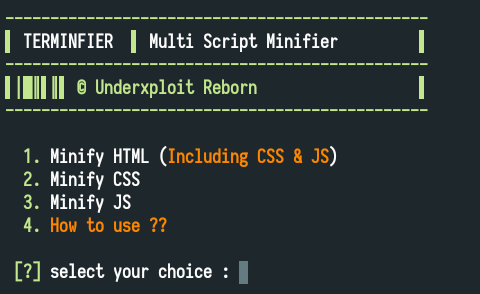 TERMINFIER Multi Script Minifier
© Underxploit Reborn
1. Minify HTML (Including CSS & JS)
2. Minify CSS
3. Minify JS
4. How to use ??
[?] select your choice :